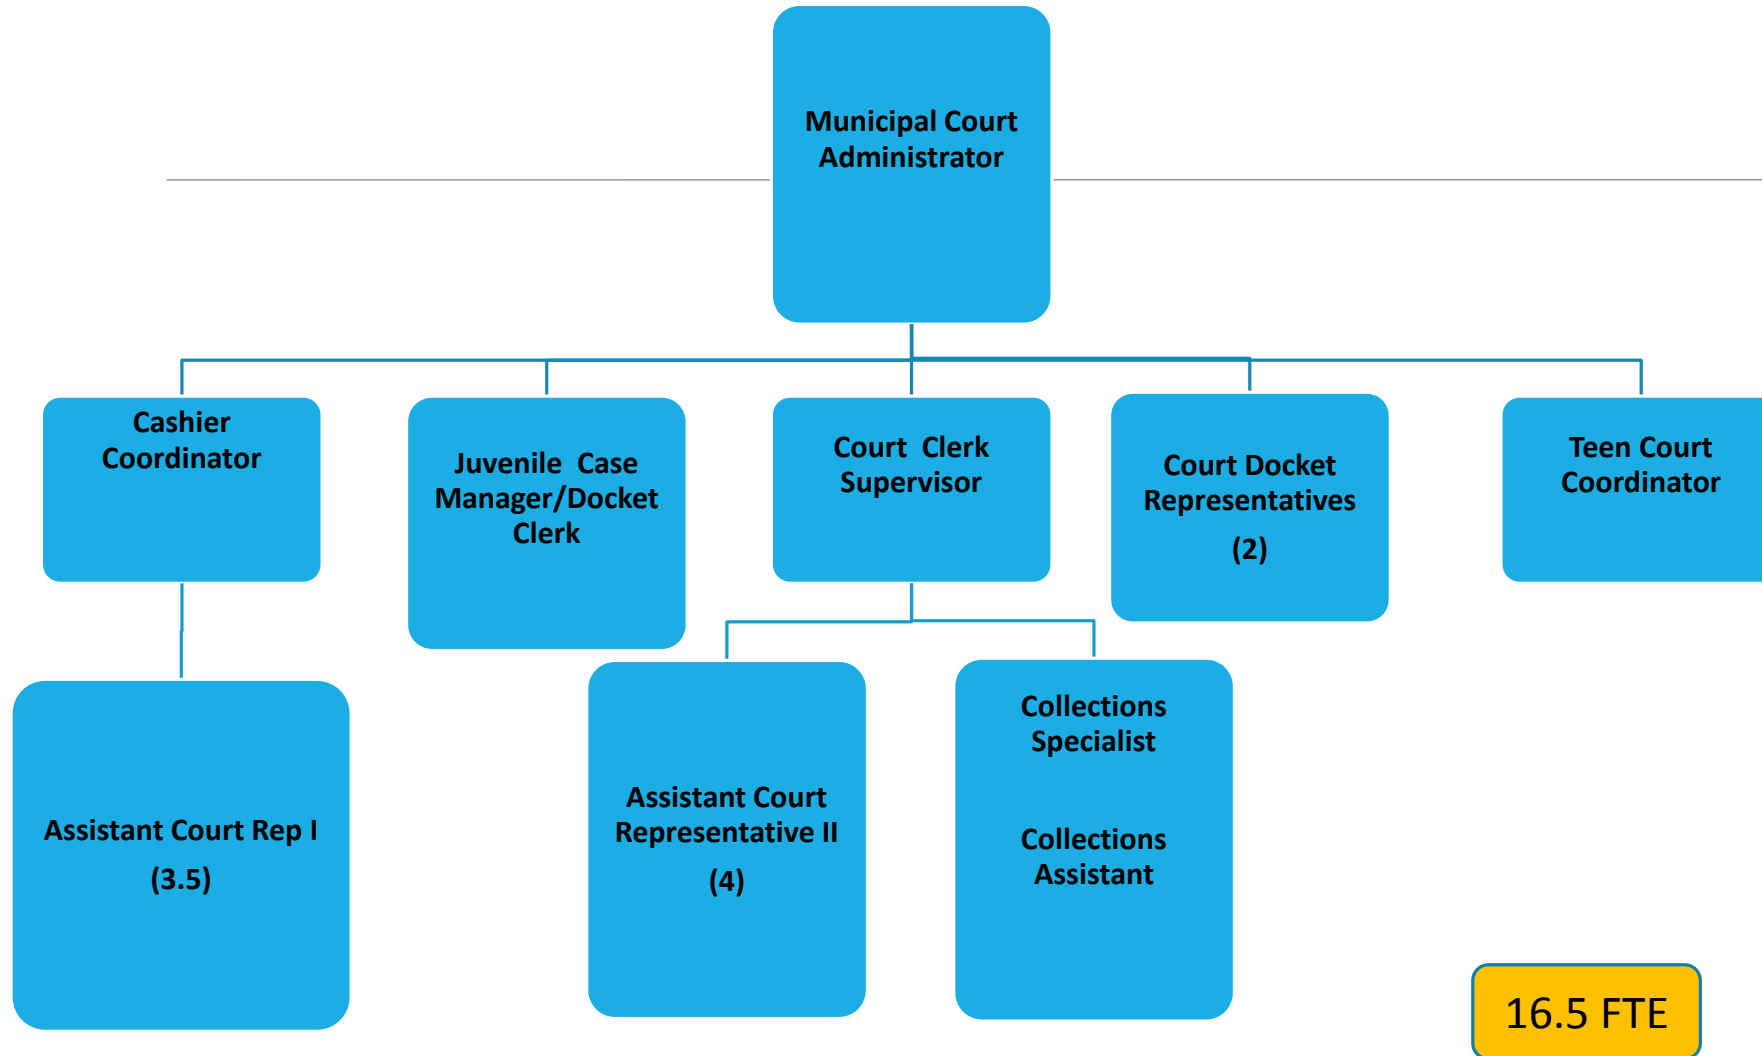 Municipal Court
Administrator
Cashier
Coordinator
Juvenile  Case
Manager/Docket
Clerk
Court  Clerk
Supervisor
Court Docket
Representatives
(2)
Teen Court
Coordinator
Assistant Court Rep I
(3.5)
Assistant Court
Representative II
(4)
Collections
Specialist
Collections
Assistant
16.5 FTE